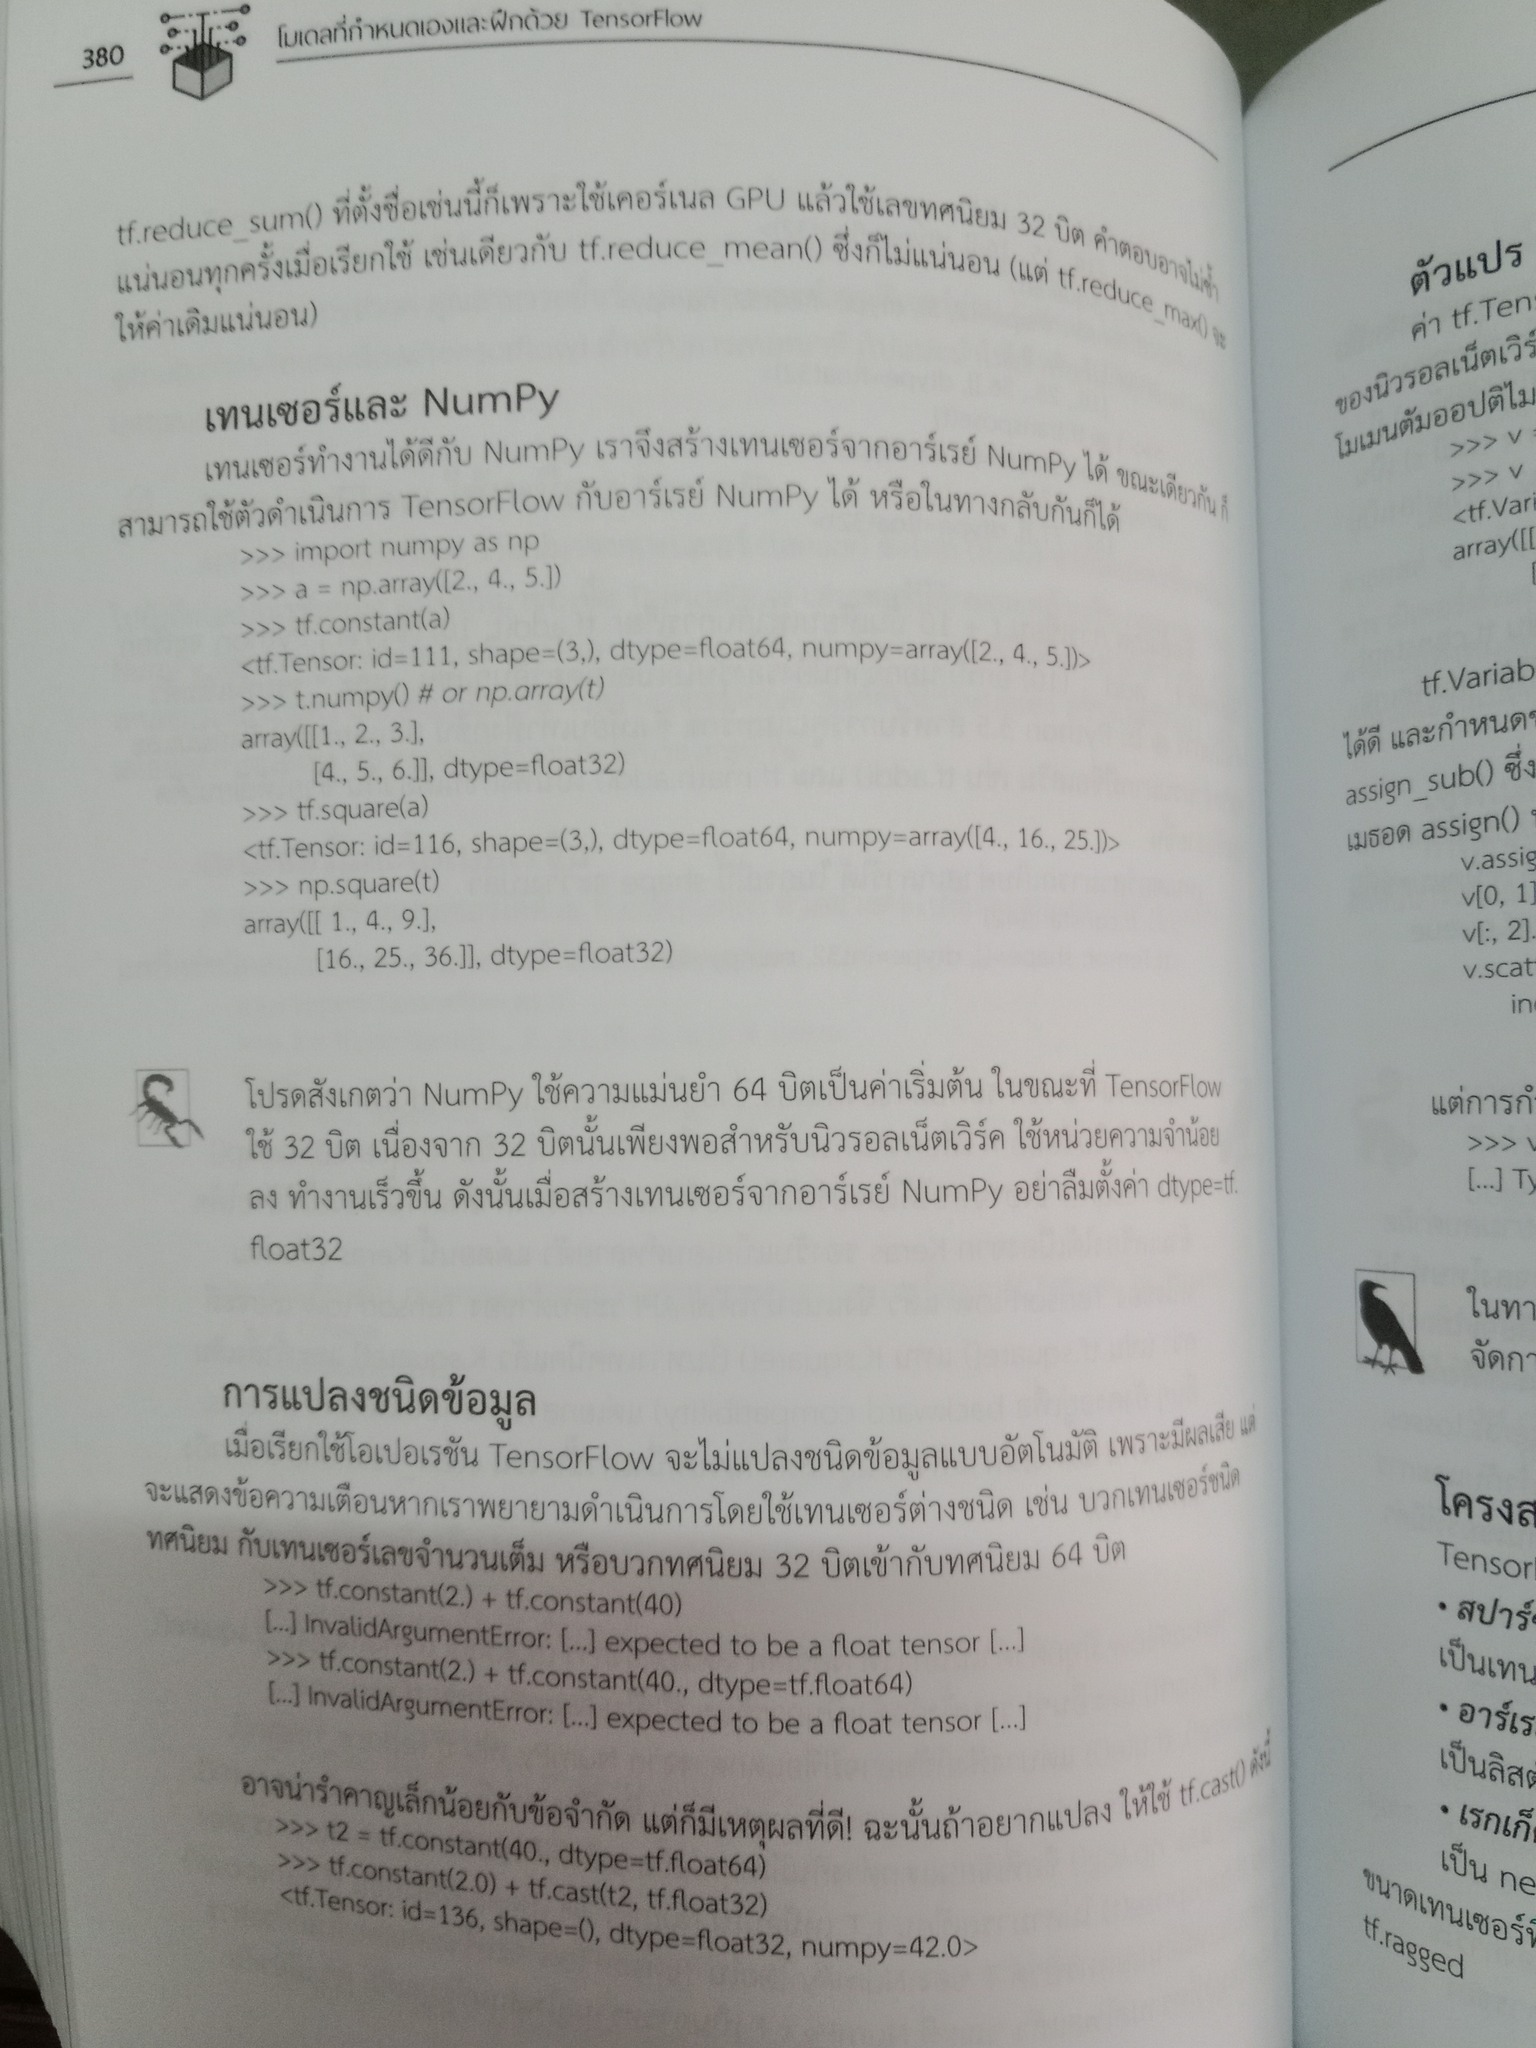 380
โมเดลที่กำหนดเองและฝึกด้วย TensorFlow
tf.reduce_sum() ที่ตั้งชื่อเช่นนี้ก็เพราะใช้เคอร์เนล GPU แล้วใช้เลขทศนิยม 32 บิต คำตอบอาจไม่ซ้ำ
แน่นอนทุกครั้งเมื่อเรียกใช้ เช่นเดียวกับ tf.reduce_mean() ซึ่งก็ไม่แน่นอน (แต่ tf.reduce_max() จะ
ให้ค่าเดิมแน่นอน)
เทนเซอร์และ NumPy
เทนเซอร์ทำงานได้ดีกับ NumPy เราจึงสร้างเทนเซอร์จากอาร์เรย์ NumPy ได้ ขณะเดียวกัน ก็
สามารถใช้ตัวดำเนินการ TensorFlow กับอาร์เรย์ NumPy ได้ หรือในทางกลับกันก็ได้
>>> import numpy as np
>>> a = np.array([2., 4., 5.])
>>> tf.constant(a)
<tf.Tensor: id=111, shape=(3,), dtype=float64, numpy=array([2., 4., 5.])>
>>> t.numpy() # or np.array(t)
array([[1., 2., 3.],
[4., 5., 6.]], dtype=float32)
>>> tf.square(a)
<tf.Tensor: id=116, shape=(3,), dtype=float64, numpy=array([4., 16., 25.])>
>>> np.square(t)
array([[ 1., 4., 9.],
[16., 25., 36.]], dtype=float32)
โปรดสังเกตว่า NumPy ใช้ความแม่นยำ 64 บิตเป็นค่าเริ่มต้น ในขณะที่ TensorFlow
ใช้ 32 บิต เนื่องจาก 32 บิตนั้นเพียงพอสำหรับนิวรอลเน็ตเวิร์ค ใช้หน่วยความจำน้อย
ลง ทำงานเร็วขึ้น ดังนั้นเมื่อสร้างเทนเซอร์จากอาร์เรย์ NumPy อย่าลืมตั้งค่า dtype=tf.
float32
การแปลงชนิดข้อมูล
เมื่อเรียกใช้โอเปอเรชัน TensorFlow จะไม่แปลงชนิดข้อมูลแบบอัตโนมัติ เพราะมีผลเสีย แต่
จะแสดงข้อความเตือนหากเราพยายามดำเนินการโดยใช้เทนเซอร์ต่างชนิด เช่น บวกเทนเซอร์ชนิด
ทศนิยม กับเทนเซอร์เลขจำนวนเต็ม หรือบวกทศนิยม 32 บิตเข้ากับทศนิยม 64 บิต
>>> tf.constant(2.) + tf.constant(40)
[...] InvalidArgumentError: [...] expected to be a float tensor [...]
>>> tf.constant(2.) + tf.constant(40., dtype=tf.float64)
[...] InvalidArgumentError: [...] expected to be a float tensor [...]
อาจน่ารำคาญเล็กน้อยกับข้อจำกัด แต่ก็มีเหตุผลที่ดี! ฉะนั้นถ้าอยากแปลง ให้ใช้ tf.cast() ดังนี้
>>> t2 = tf.constant(40., dtype=tf.float64)
>>> tf.constant(2.0) + tf.cast(t2, tf.float32)
<tf.Tensor: id=136, shape=(), dtype=float32, numpy=42.0>
ตัวแปร
ค่า tf.Tens
ของนิวรอลเน็ตเวิร์
โมเมนตัมออปติไม
>>> v
>>> v
<tf.Vari
array([[
[
tf.Variab
ได้ดี และกำหนด
assign_sub() ซึ่ง
เมธอด assign()
v.assig
v[0, 1]
v[:, 2].
v.scat
in
แต่การกำ
>>> v
[...] Ty
ในทา
จัดกา
โครงส
Tensor
• สปาร์
เป็นเทน
• อาร์เร
เป็นลิสต์
• เรกเก็
เป็น ne
ขนาดเทนเซอร์ที่
tf.ragged